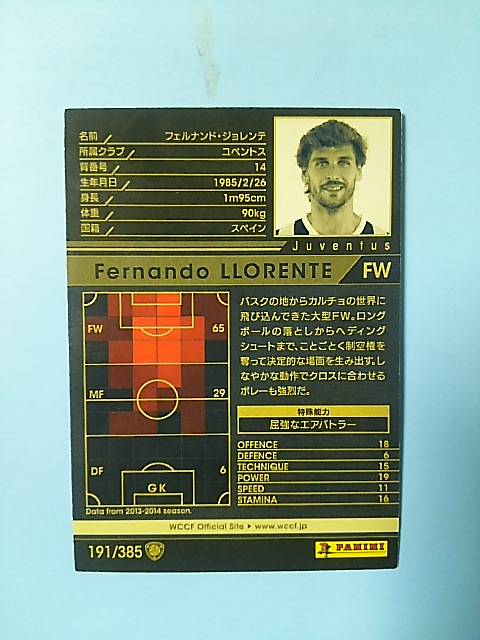 名前 フェルナンド・ジョレンテ
所属クラブ ユベントス
背番号 14
生年月日 1985/2/26
身長 1m95cm
体重 90kg
国籍 スペイン
Juventus
Fernando LLORENTE FW
バスクの地からカルチョの世界に
飛び込んできた大型FW。ロング
ボールの落としからヘディング
シュートまで、ことごとく制空権を
奪って決定的な場面を生み出す。し
なやかな動作でクロスに合わせる
ボレーも強烈だ。
FW 65
MF 29
DF 6
GK
Data from 2013-2014 season.
特殊能力
屈強なエアバトラー
OFFENCE 18
DEFENCE 6
TECHNIQUE 15
POWER 19
SPEED 11
STAMINA 16
WCCF Official Site ▶ www.wccf.jp
191/385
PANINI